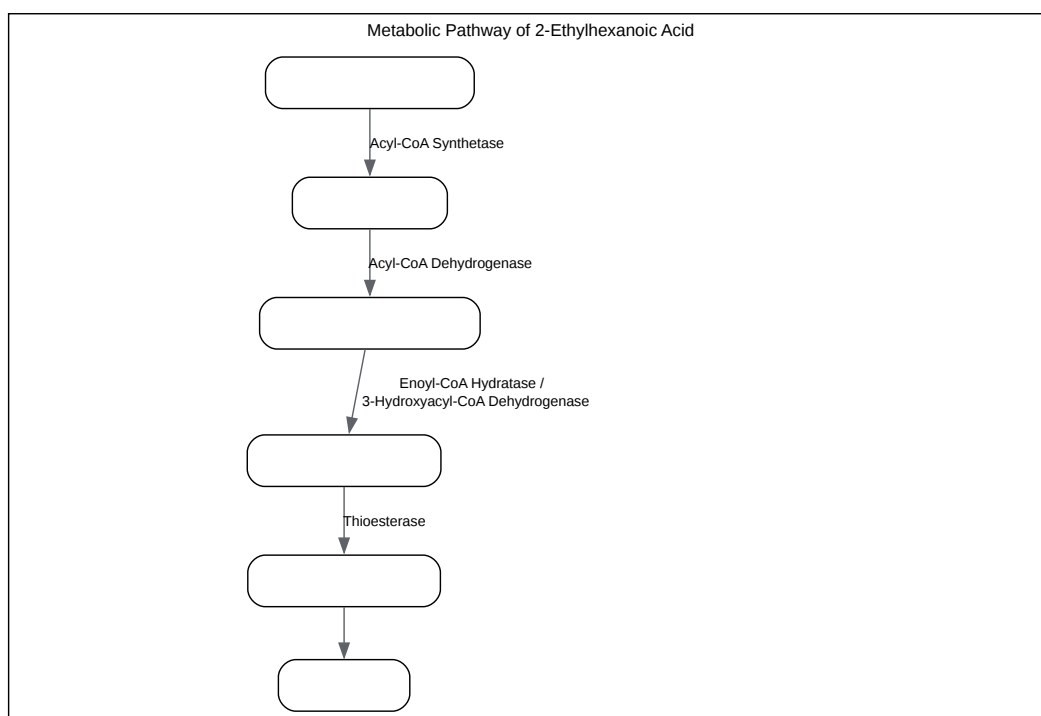 Metabolic Pathway of 2-Ethylhexanoic Acid
Acyl-CoA Synthetase
Acyl-CoA Dehydrogenase
Enoyl-CoA Hydratase /
3-Hydroxyacyl-CoA Dehydrogenase
Thioesterase